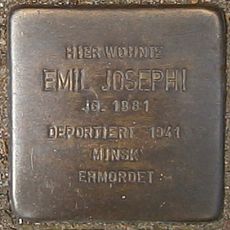 HIER WOHNTE
EMIL JOSEPHI
JG. 1881
DEPORTIERT 1941
MINSK
ERMORDET